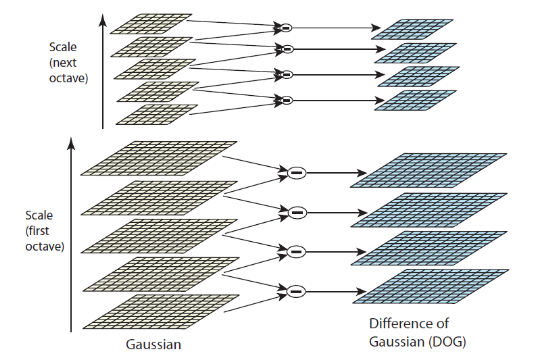 Scale
(next
octave)
Scale
(first
octave)
Gaussian
Difference of
Gaussian (DOG)